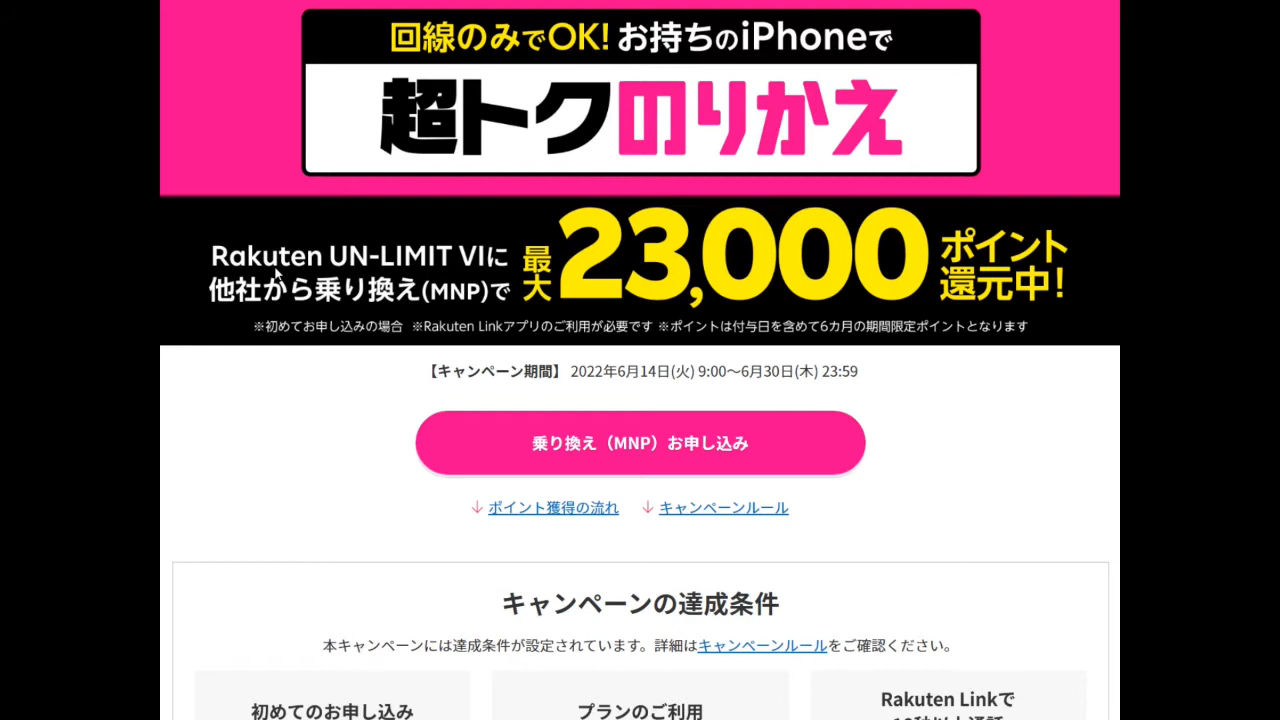 回線のみでOK! お持ちのiPhoneで
超トクのりかえ
Rakuten UN-LIMIT VIに
他社から乗り換え(MNP)で
最大
23,000
ポイント
還元中!
※初めてお申し込みの場合 ※Rakuten Linkアプリのご利用が必要です ※ポイントは付与日を含めて6カ月の期間限定ポイントとなります
【キャンペーン期間】 2022年6月14日(火) 9:00～6月30日(木) 23:59
乗り換え（MNP）お申し込み
↓ ポイント獲得の流れ ↓ キャンペーンルール
キャンペーンの達成条件
本キャンペーンには達成条件が設定されています。詳細はキャンペーンルールをご確認ください。
初めてのお申し込み
プランのご利用
Rakuten Linkで
10秒以上通話